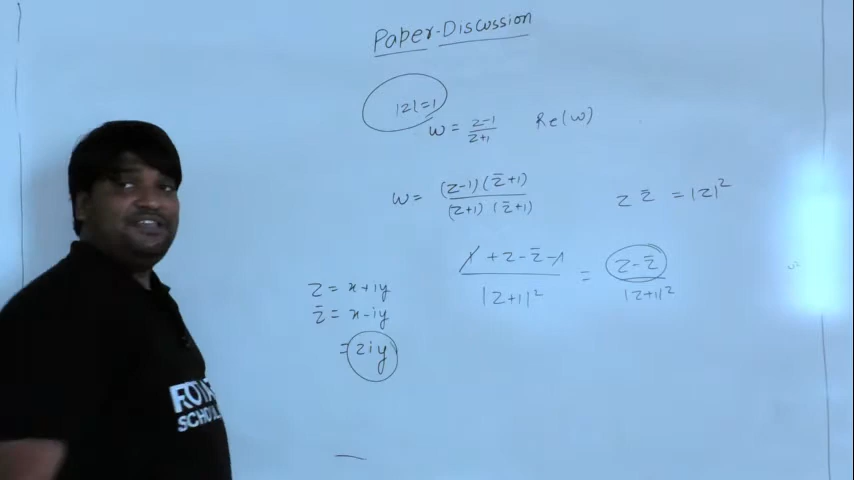 Paper-Discussion
|z|=1
w = z-1/z+1 Re(w)
w = (z-1)(z̄+1)/(z+1)(z̄+1) z z̄ = |z|²
1 + z - z̄ - 1/|z+1|² = z - z̄/|z+1|²
z = x+iy
z̄ = x-iy
= 2iy
SCHOOL